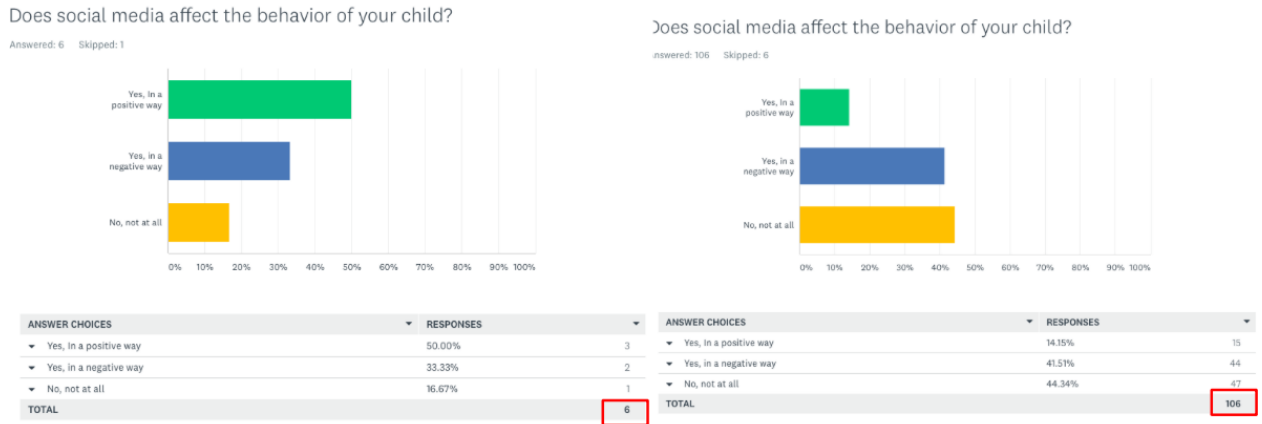 Does social media affect the behavior of your child?
Answered: 6 Skipped: 1
Yes, In a
positive way
Yes, in a
negative way
No, not at all
0% 10% 20% 30% 40% 50% 60% 70% 80% 90% 100%
ANSWER CHOICES RESPONSES
Yes, In a positive way 50.00% 3
Yes, in a negative way 33.33% 2
No, not at all 16.67% 1
TOTAL 6
Does social media affect the behavior of your child?
nswered: 106 Skipped: 6
Yes, In a
positive way
Yes, in a
negative way
No, not at all
0% 10% 20% 30% 40% 50% 60% 70% 80% 90% 100%
ANSWER CHOICES RESPONSES
Yes, In a positive way 14.15% 15
Yes, in a negative way 41.51% 44
No, not at all 44.34% 47
TOTAL 106